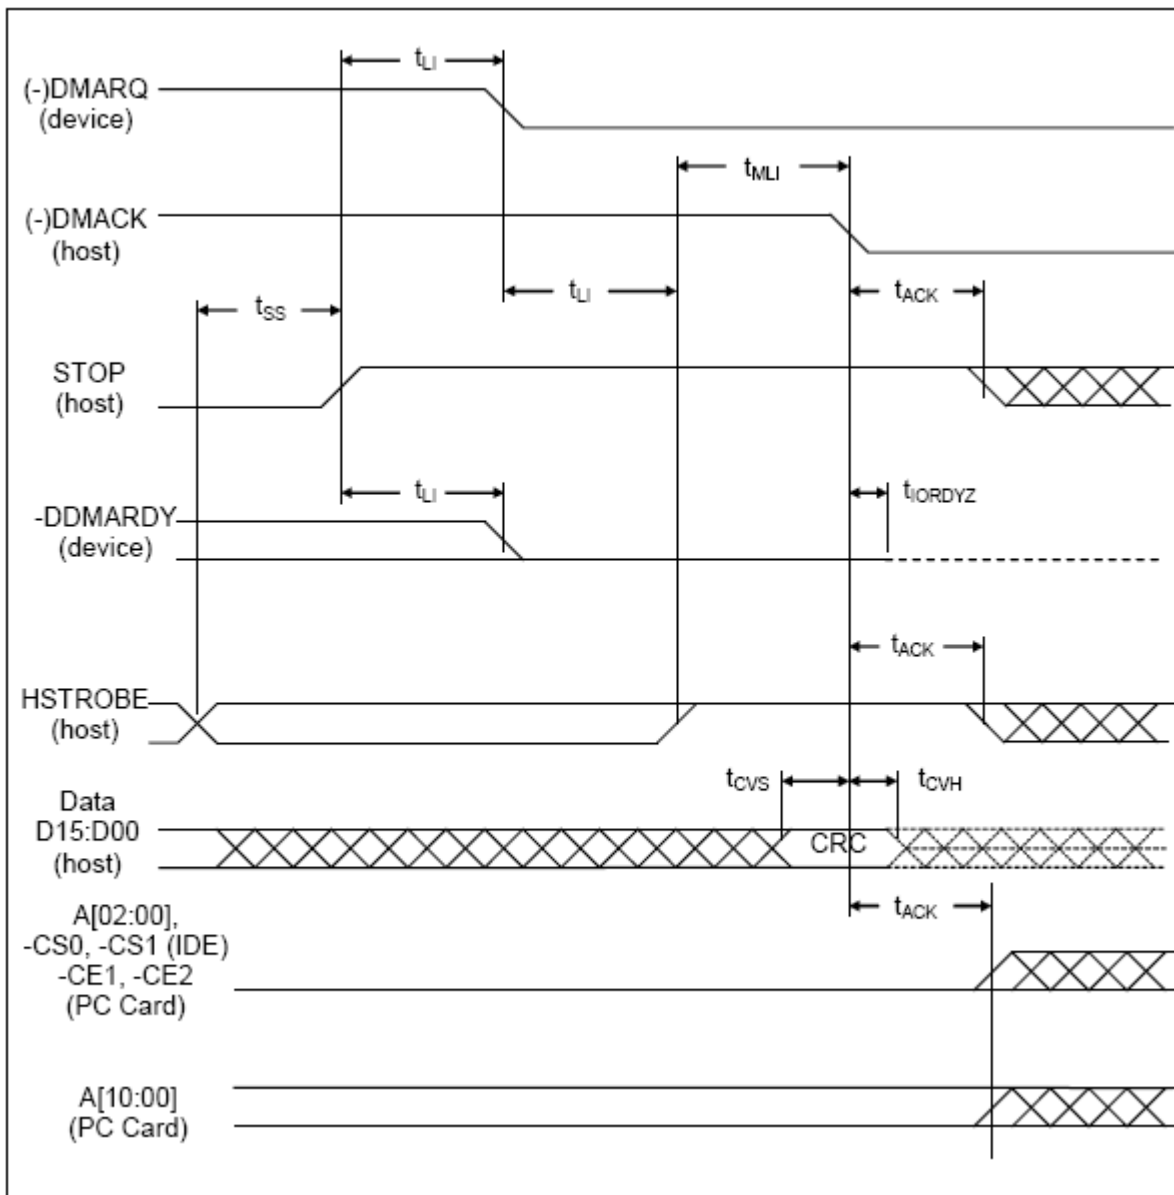 tLI
(-)DMARQ
(device)
tMLI
(-)DMACK
(host)
tLI
tACK
tSS
STOP
(host)
tLI
tIORDYZ
-DDMARDY
(device)
tACK
HSTROBE
(host)
tCVS
tCVH
Data
D15:D00
(host)
CRC
tACK
A[02:00],
-CS0, -CS1 (IDE)
-CE1, -CE2
(PC Card)
A[10:00]
(PC Card)